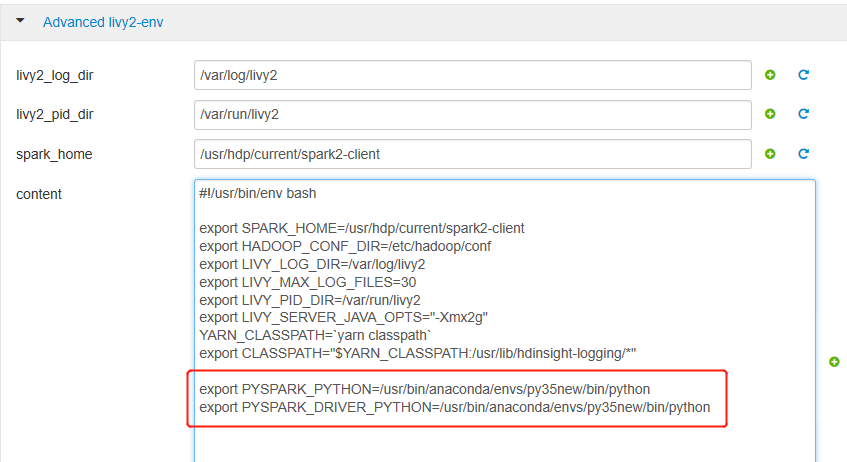 Advanced livy2-env
livy2_log_dir
/var/log/livy2
livy2_pid_dir
/var/run/livy2
spark_home
/usr/hdp/current/spark2-client
content
#!/usr/bin/env bash
export SPARK_HOME=/usr/hdp/current/spark2-client
export HADOOP_CONF_DIR=/etc/hadoop/conf
export LIVY_LOG_DIR=/var/log/livy2
export LIVY_MAX_LOG_FILES=30
export LIVY_PID_DIR=/var/run/livy2
export LIVY_SERVER_JAVA_OPTS="-Xmx2g"
YARN_CLASSPATH=`yarn classpath`
export CLASSPATH="$YARN_CLASSPATH:/usr/lib/hdinsight-logging/*"
export PYSPARK_PYTHON=/usr/bin/anaconda/envs/py35new/bin/python
export PYSPARK_DRIVER_PYTHON=/usr/bin/anaconda/envs/py35new/bin/python